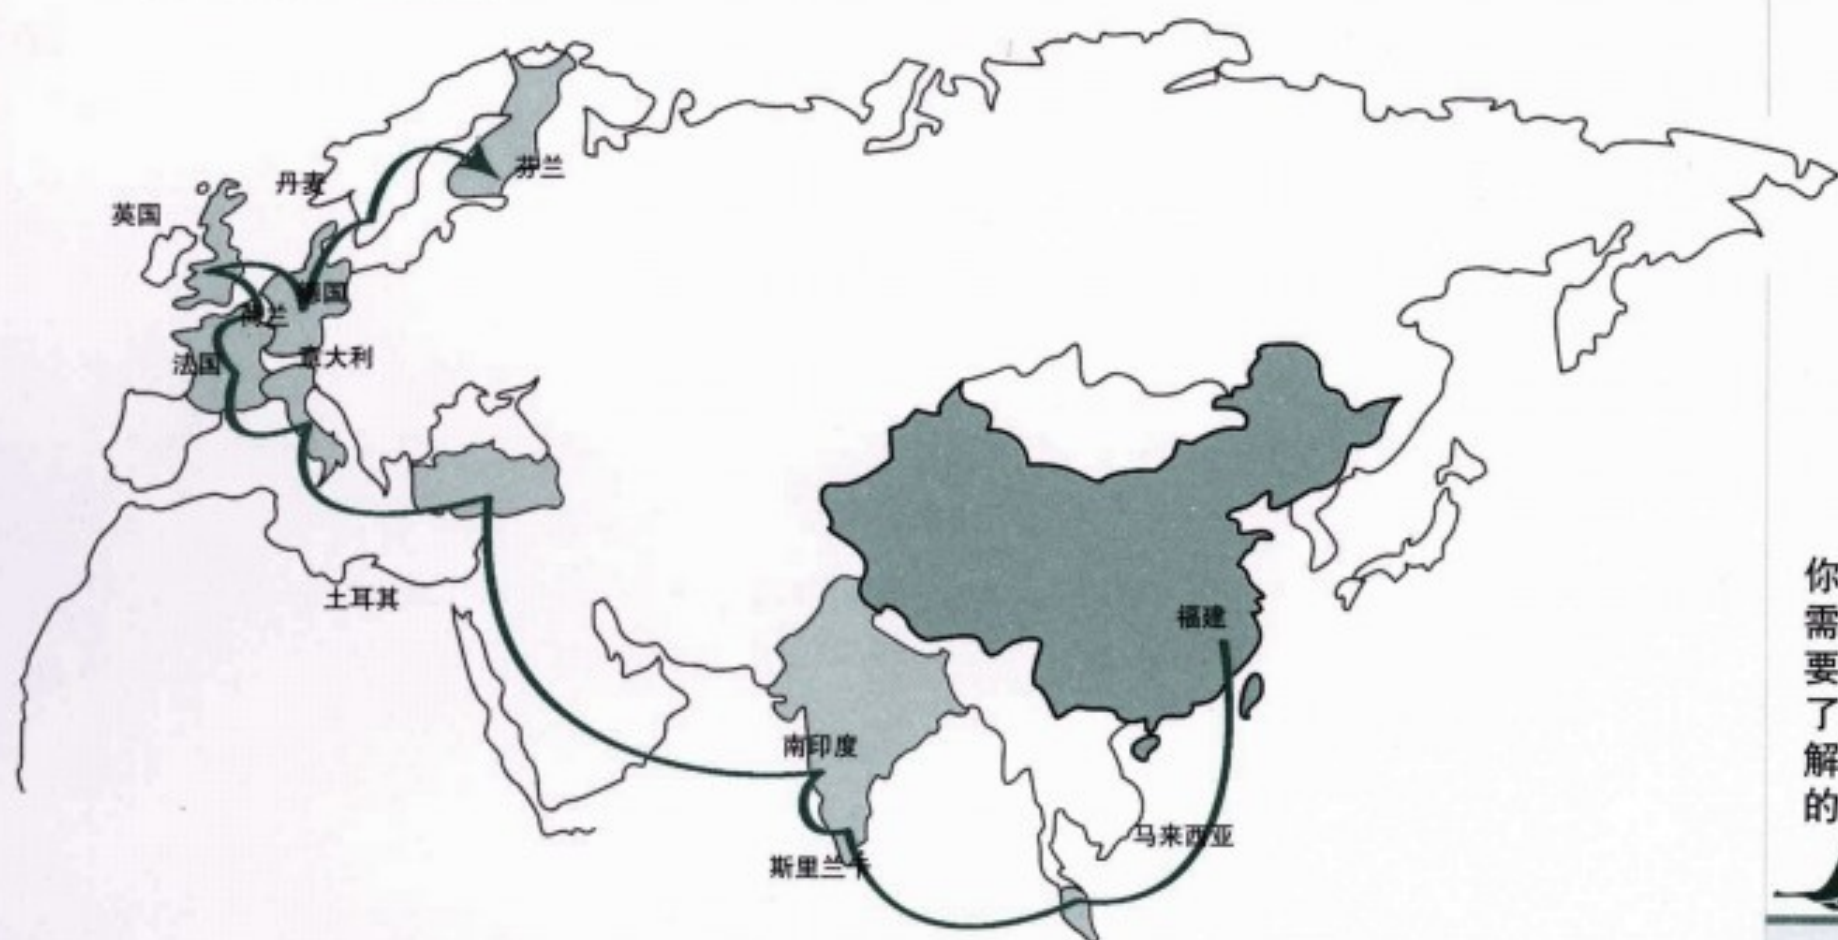 芬兰
丹麦
英国
德国
荷兰
意大利
法国
土耳其
福建
南印度
马来西亚
斯里兰卡
你需要了解的